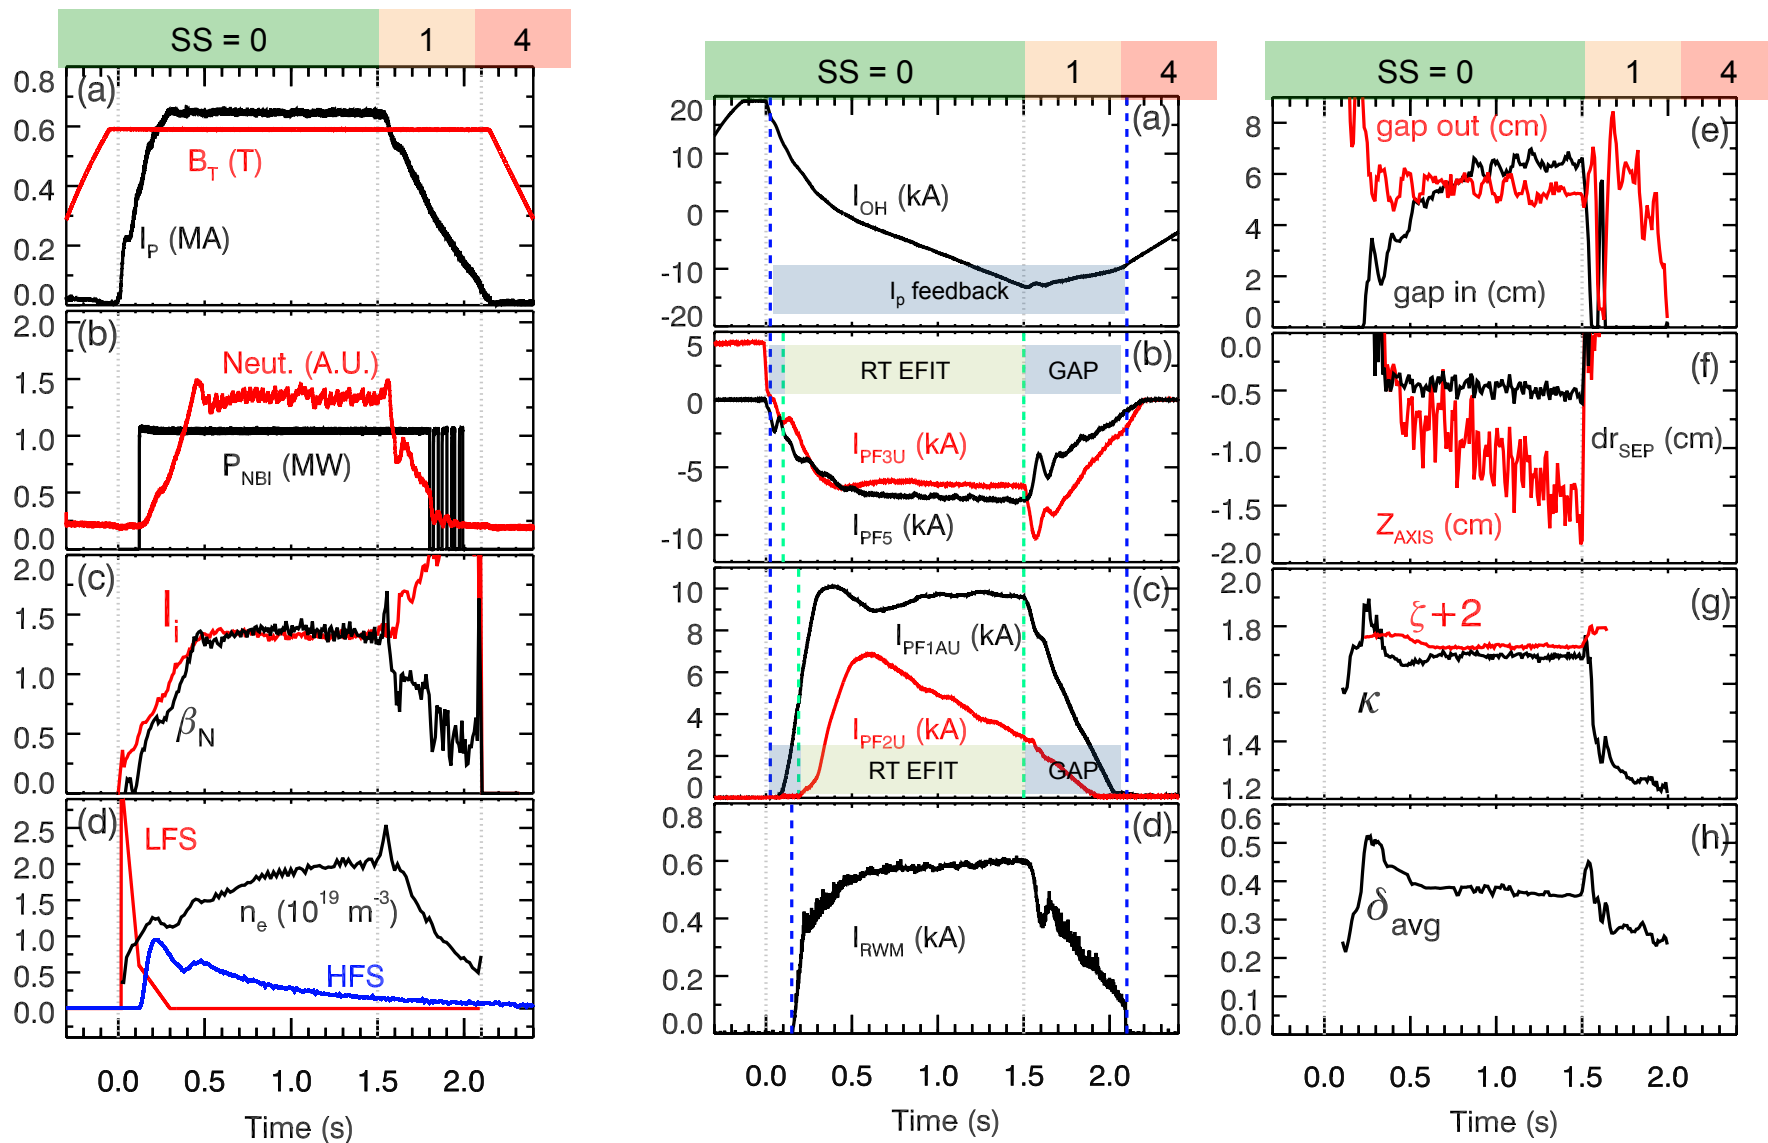 SS = 0 1 4
(a)
0.8
0.6
0.4
0.2
0.0
B_T (T)
I_P (MA)
(b)
2.0
1.5
1.0
0.5
0.0
Neut. (A.U.)
P_NBI (MW)
(c)
2.0
1.5
1.0
0.5
0.0
l_i
β_N
(d)
2.5
2.0
1.5
1.0
0.5
0.0
LFS
n_e (10^19 m^-3)
HFS
0.0 0.5 1.0 1.5 2.0
Time (s)
SS = 0 1 4
(a)
20
10
0
-10
-20
I_OH (kA)
I_p feedback
(b)
5
0
-5
-10
RT EFIT GAP
I_PF3U (kA)
I_PF5 (kA)
(c)
10
8
6
4
2
0
I_PF1AU (kA)
I_PF2U (kA)
RT EFIT GAP
(d)
0.8
0.6
0.4
0.2
0.0
I_RWM (kA)
0.0 0.5 1.0 1.5 2.0
Time (s)
SS = 0 1 4
(e)
8
6
4
2
0
gap out (cm)
gap in (cm)
(f)
0.0
-0.5
-1.0
-1.5
-2.0
dr_SEP (cm)
Z_AXIS (cm)
(g)
2.0
1.8
1.6
1.4
1.2
ζ+2
κ
(h)
0.6
0.5
0.4
0.3
0.2
0.1
0.0
δ_avg
0.0 0.5 1.0 1.5 2.0
Time (s)